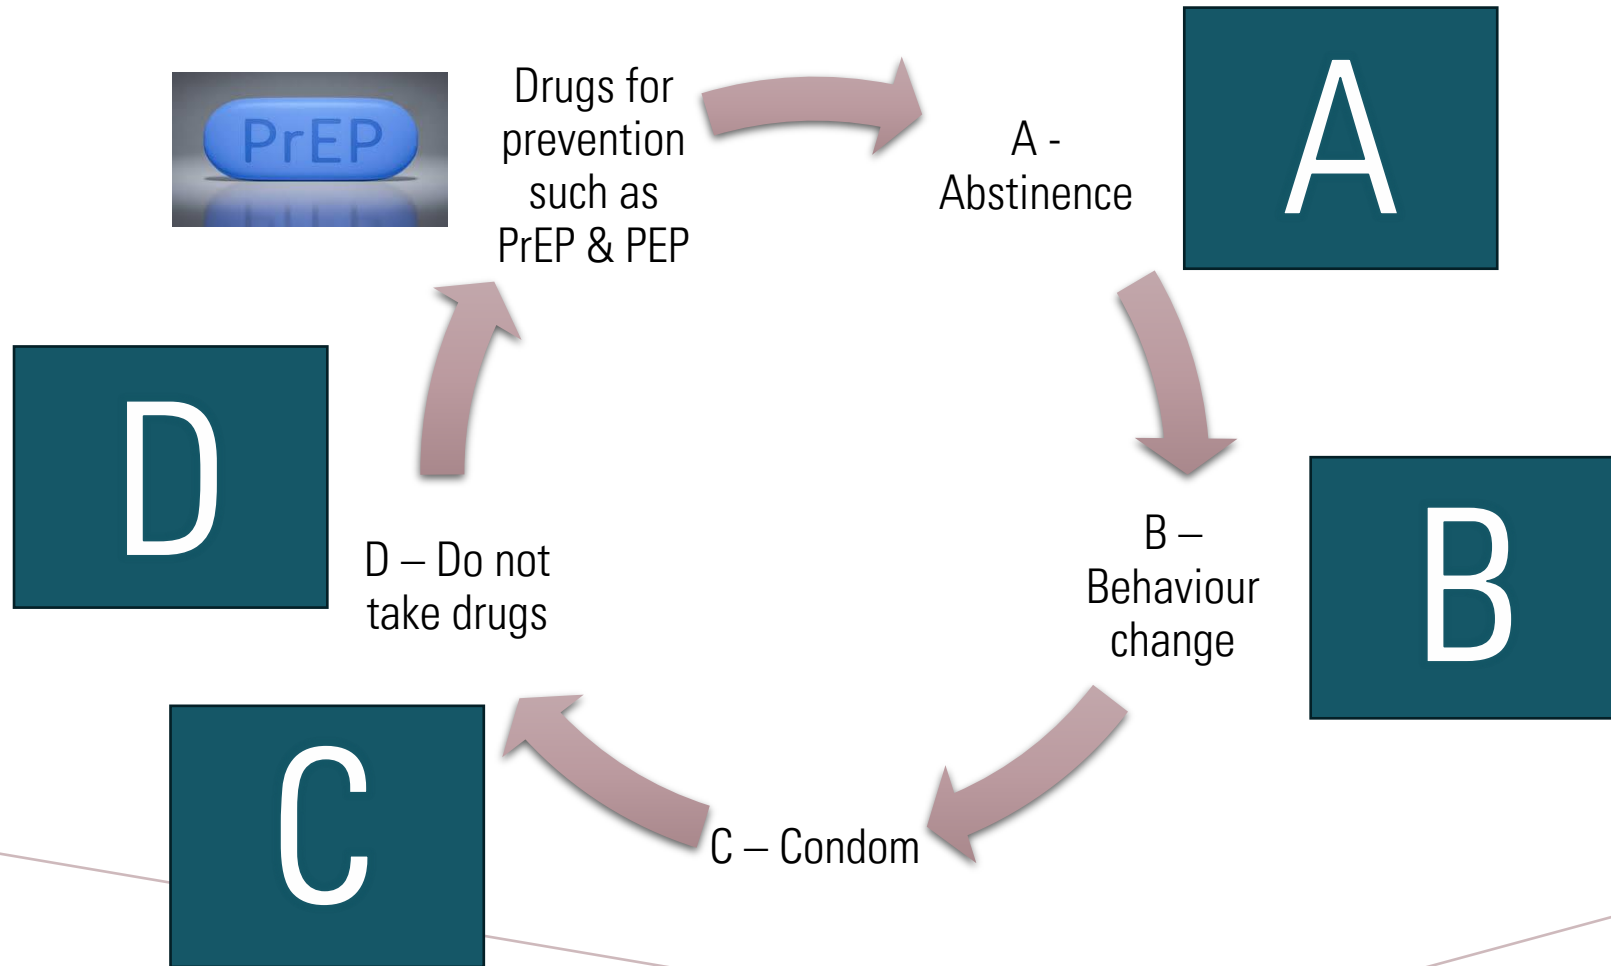 PrEP
Drugs for
prevention
such as
PrEP & PEP
A -
Abstinence
A
B –
Behaviour
change
B
C – Condom
C
D – Do not
take drugs
D